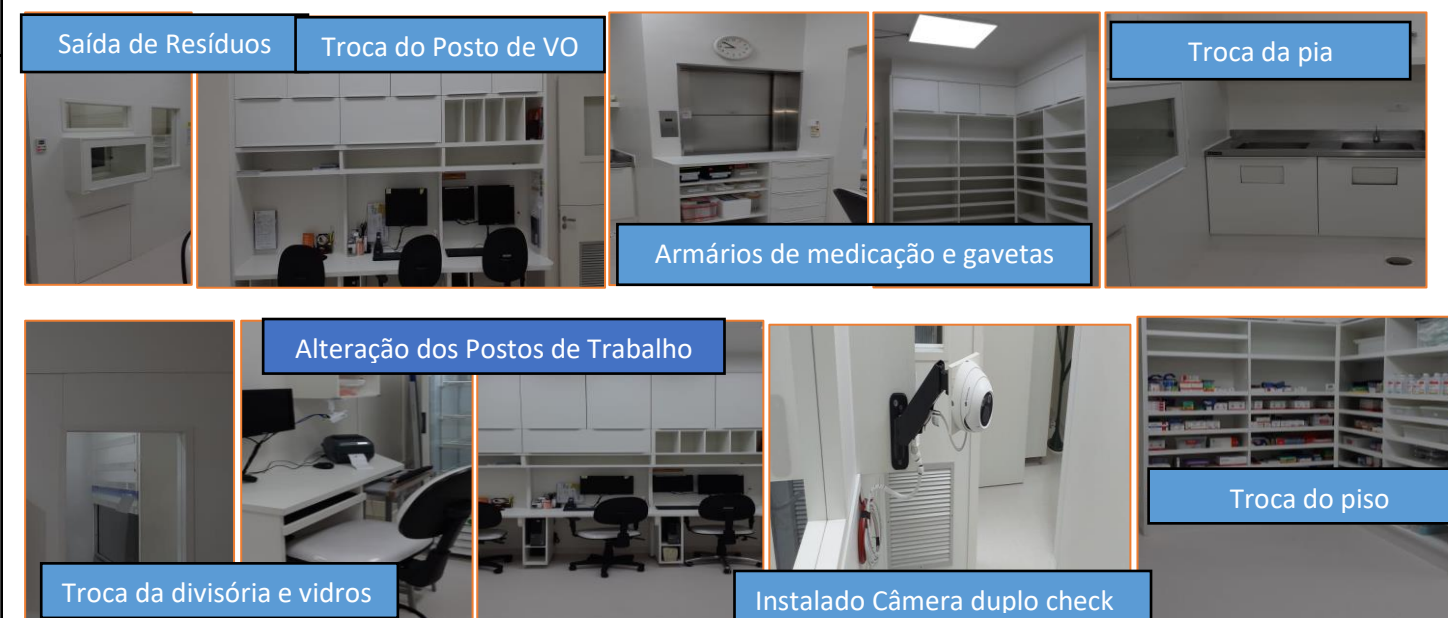 Saída de Resíduos
Troca do Posto de VO
Troca da pia
Armários de medicação e gavetas
Alteração dos Postos de Trabalho
Troca do piso
Troca da divisória e vidros
Instalado Câmera duplo check